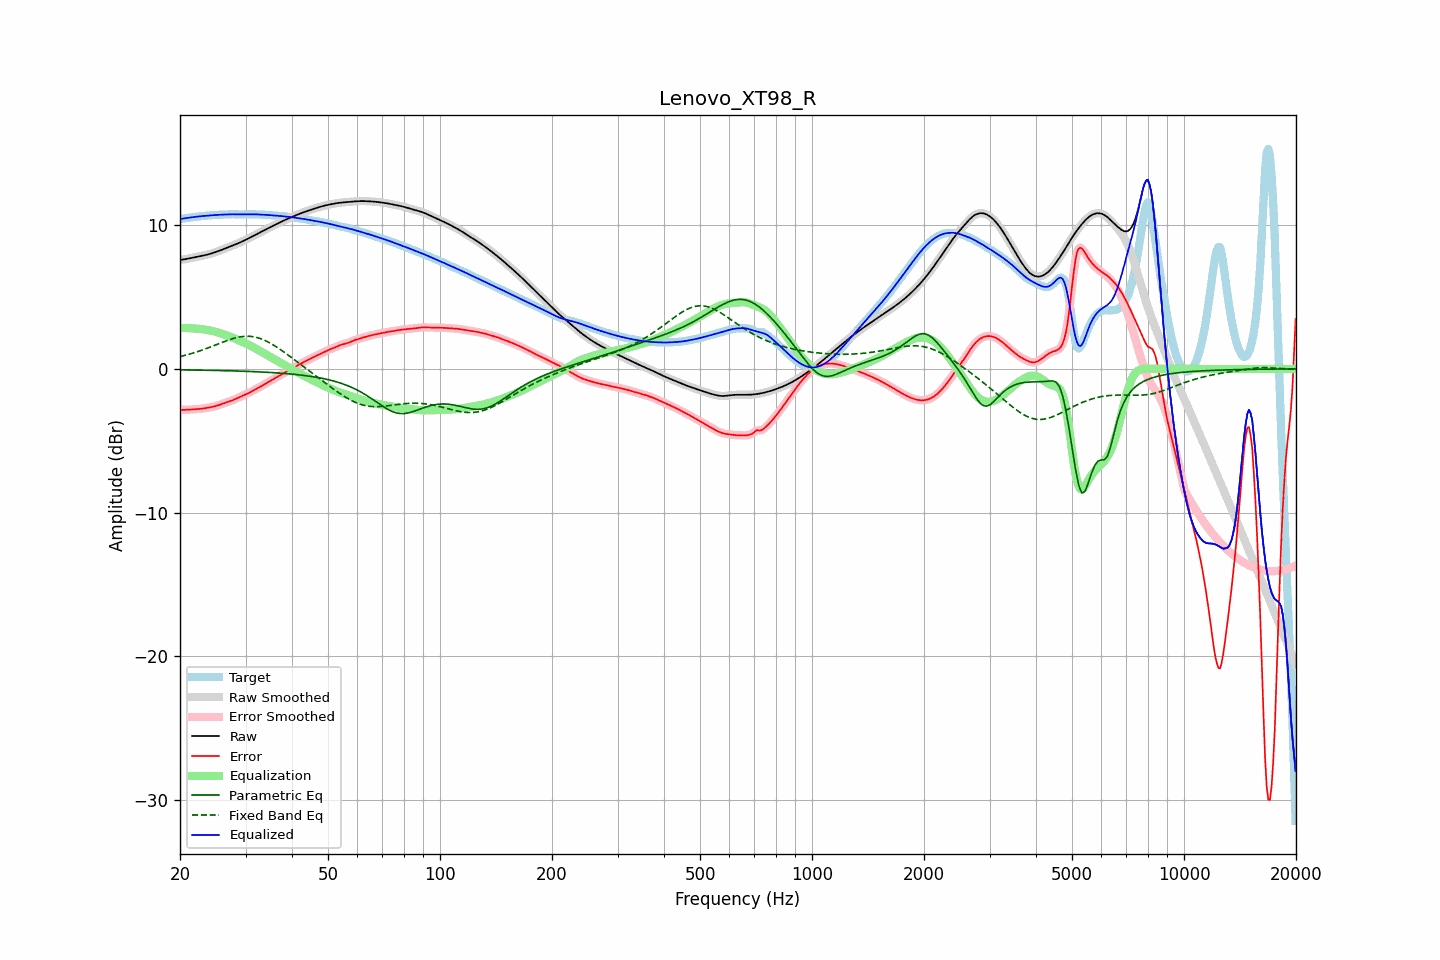 Lenovo_XT98_R
Amplitude (dBr)
10
0
−10
−20
−30
Target
Raw Smoothed
Error Smoothed
Raw
Error
Equalization
Parametric Eq
Fixed Band Eq
Equalized
20 50 100 200 500 1000 2000 5000 10000 20000
Frequency (Hz)